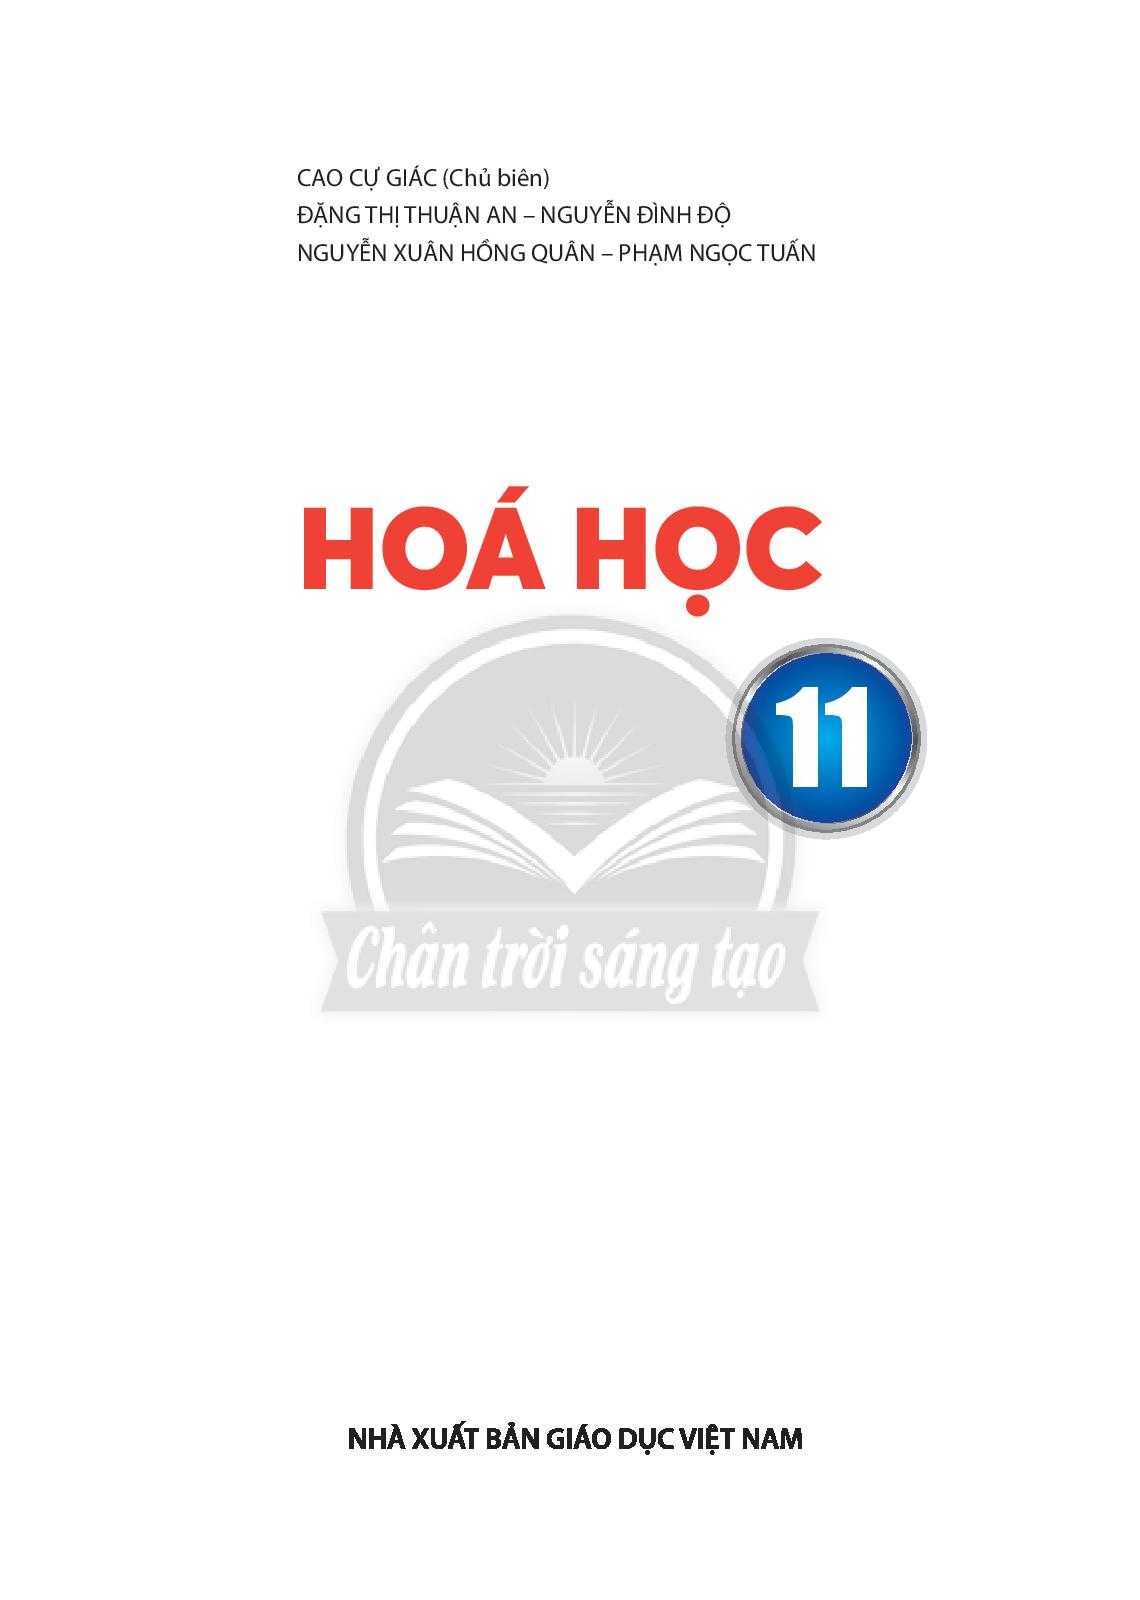 CAO CỰ GIÁC (Chủ biên)
ĐẶNG THỊ THUẬN AN – NGUYỄN ĐÌNH ĐỘ
NGUYỄN XUÂN HỒNG QUÂN – PHẠM NGỌC TUẤN
HOÁ HỌC
11
Chân trời sáng tạo
NHÀ XUẤT BẢN GIÁO DỤC VIỆT NAM